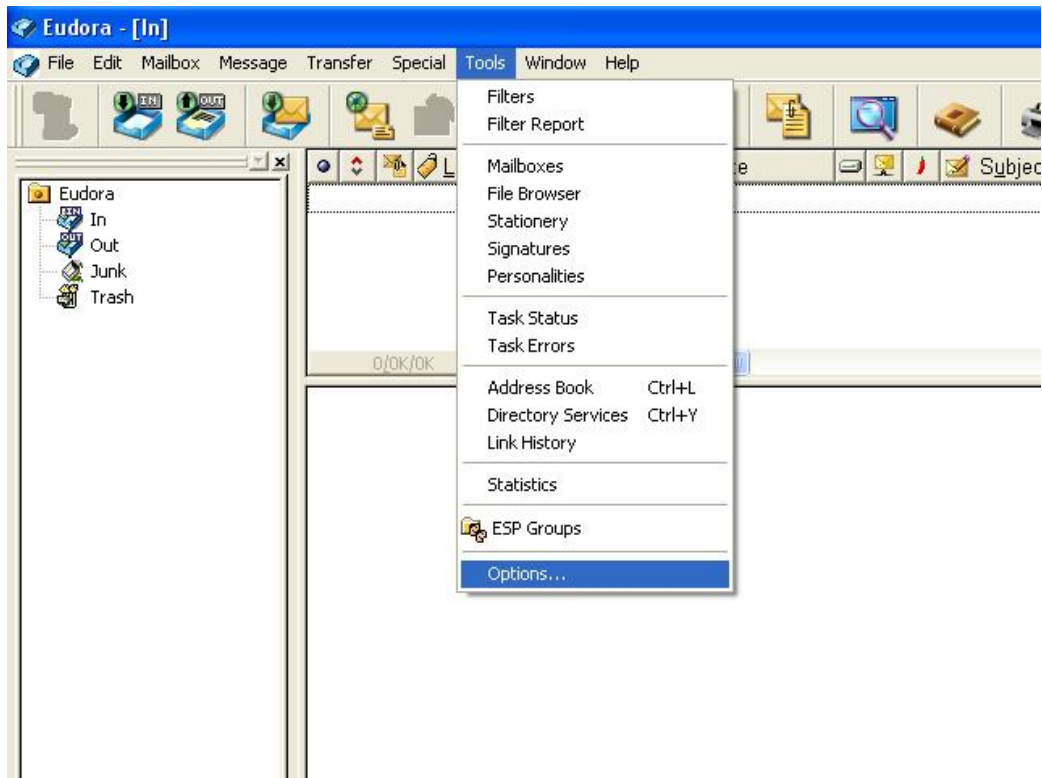 Eudora - [In]
File Edit Mailbox Message Transfer Special Tools Window Help
IN OUT
Filters
Filter Report
Mailboxes
File Browser
Stationery
Signatures
Personalities
Task Status
Task Errors
Address Book Ctrl+L
Directory Services Ctrl+Y
Link History
Statistics
ESP Groups
Options...
L
e
Subjec
Eudora
In
Out
Junk
Trash
0/0K/0K